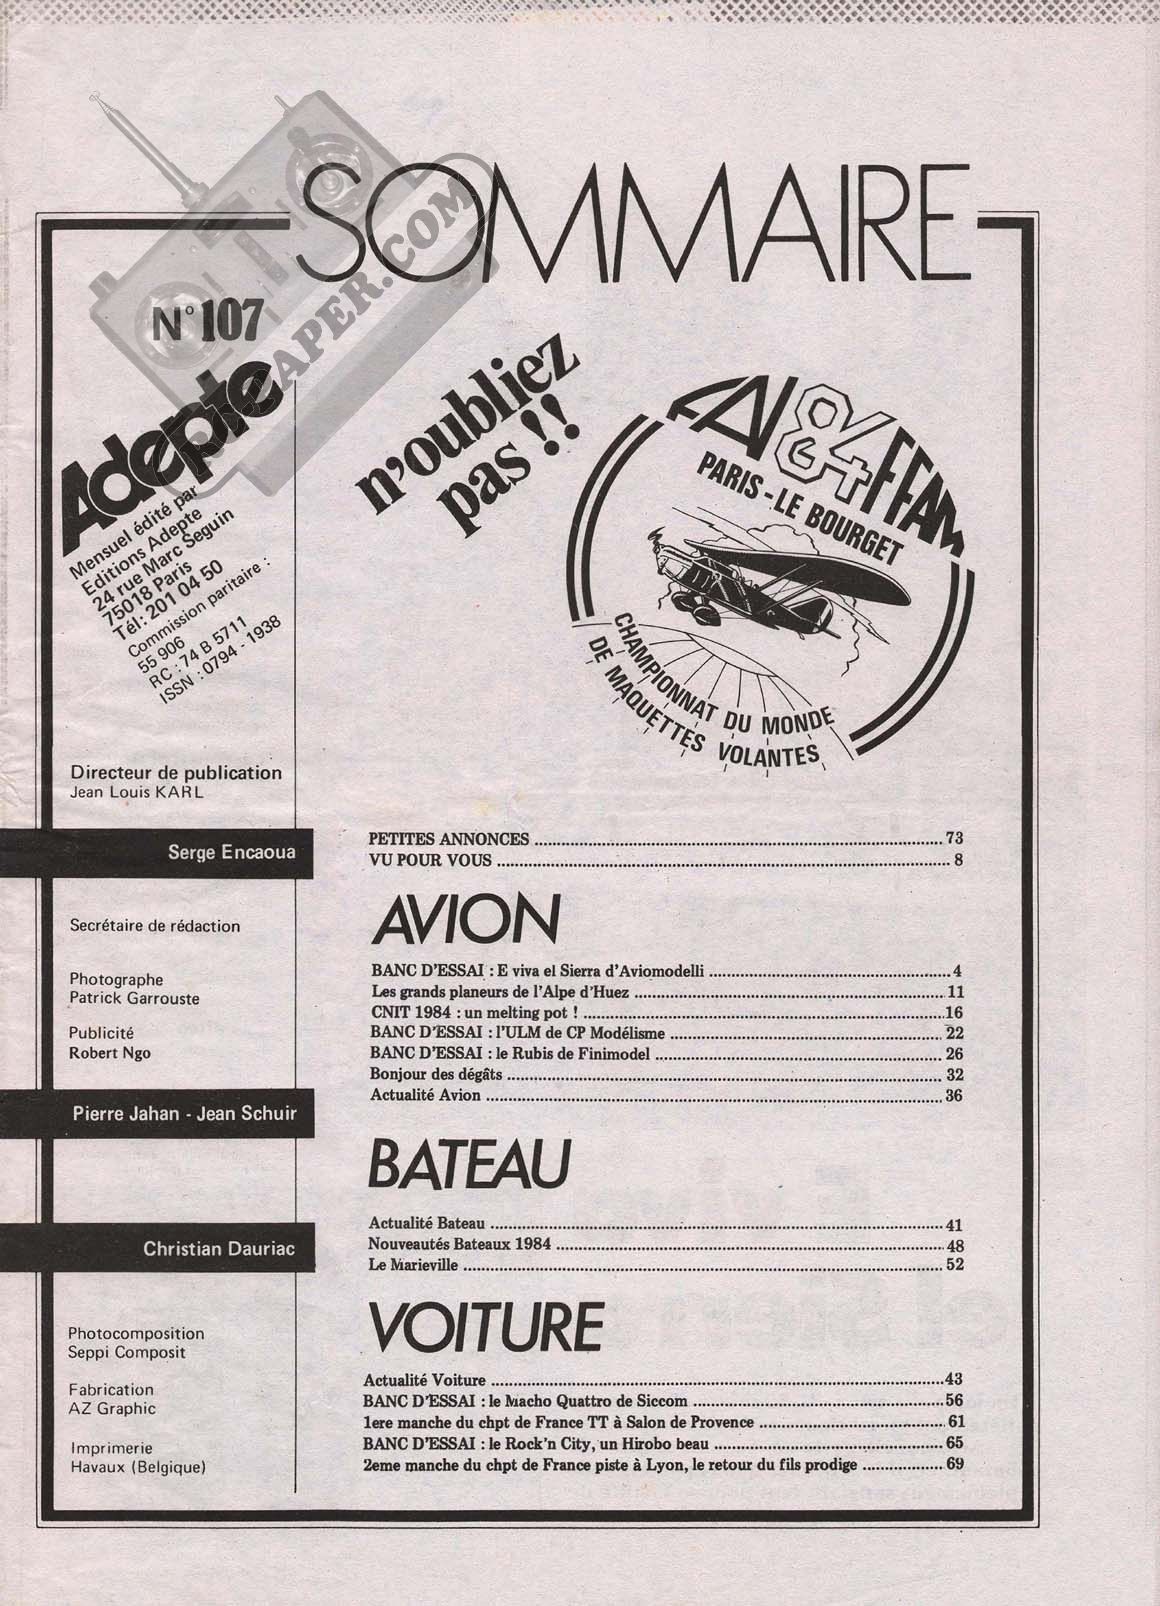 SOMMAIRE
N° 107
RC-PAPER.COM
Adepte
Mensuel édité par
Editions Adepte
24 rue Marc Seguin
75018 Paris
Tél: 201 04 50
Commission paritaire :
55 906
RC : 74 B 5711
ISSN : 0794 - 1938
n'oubliez
pas !!
FAI 84 FFAM
PARIS - LE BOURGET
CHAMPIONNAT DU MONDE
DE MAQUETTES VOLANTES
Directeur de publication
Jean Louis KARL
Serge Encaoua
Secrétaire de rédaction
Photographe
Patrick Garrouste
Publicité
Robert Ngo
Pierre Jahan - Jean Schuir
Christian Dauriac
Photocomposition
Seppi Composit
Fabrication
AZ Graphic
Imprimerie
Havaux (Belgique)
PETITES ANNONCES 73
VU POUR VOUS 8
AVION
BANC D'ESSAI : E viva el Sierra d'Aviomodelli 4
Les grands planeurs de l'Alpe d'Huez 11
CNIT 1984 : un melting pot ! 16
BANC D'ESSAI : l'ULM de CP Modélisme 22
BANC D'ESSAI : le Rubis de Finimodel 26
Bonjour des dégâts 32
Actualité Avion 36
BATEAU
Actualité Bateau 41
Nouveautés Bateaux 1984 48
Le Marieville 52
VOITURE
Actualité Voiture 43
BANC D'ESSAI : le Macho Quattro de Siccom 56
1ere manche du chpt de France TT à Salon de Provence 61
BANC D'ESSAI : le Rock'n City, un Hirobo beau 65
2eme manche du chpt de France piste à Lyon, le retour du fils prodige 69